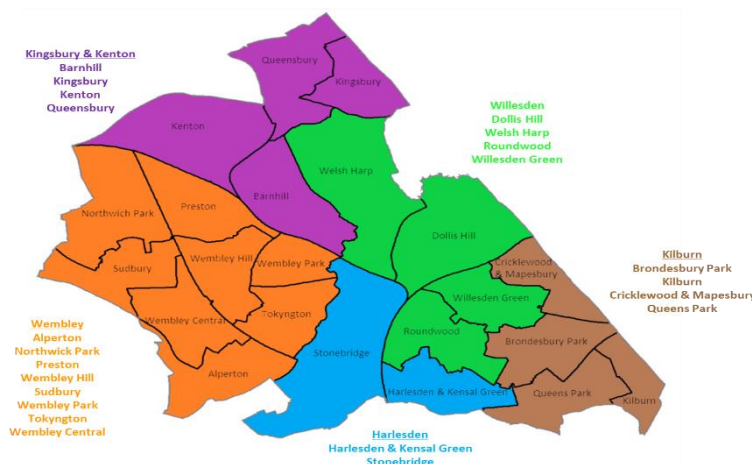 Kingsbury & Kenton
Barnhill
Kingsbury
Kenton
Queensbury
Queensbury
Kingsbury
Willesden
Dollis Hill
Welsh Harp
Roundwood
Willesden Green
Kenton
Welsh Harp
Barnhill
Preston
Northwich Park
Dollis Hill
Wembley Hill
Wembley Park
Sudbury
Cricklewood
& Mapesbury
Kilburn
Brondesbury Park
Kilburn
Cricklewood & Mapesbury
Queens Park
Willesden Green
Tokyngton
Wembley Central
Roundwood
Brondesbury Park
Stonebridge
Wembley
Alperton
Northwick Park
Preston
Wembley Hill
Sudbury
Wembley Park
Tokyngton
Wembley Central
Alperton
Harlesden & Kensal Green
Queens Park
Kilburn
Harlesden
Harlesden & Kensal Green
Stonebridge